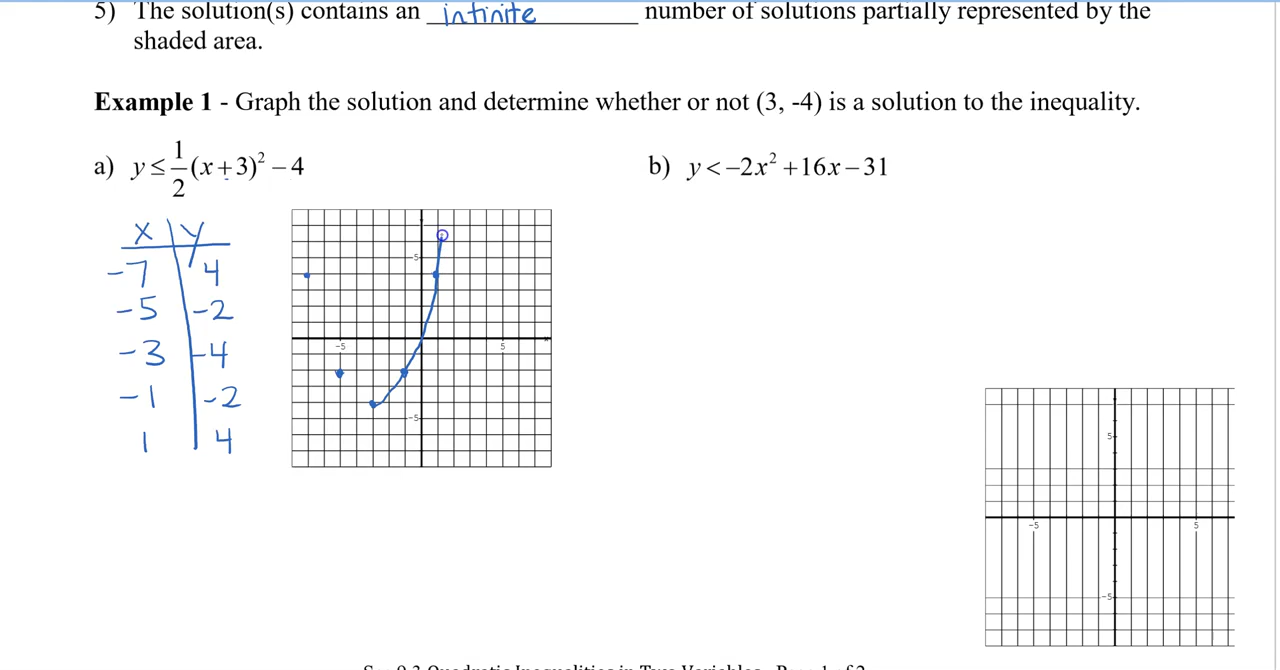 5) The solution(s) contains an infinite number of solutions partially represented by the
shaded area.
Example 1 - Graph the solution and determine whether or not (3, -4) is a solution to the inequality.
a) y ≤ 1/2 (x + 3)² − 4
b) y < −2x² + 16x − 31
x y
-7 4
-5 -2
-3 -4
-1 -2
1 4
5
-5 5 x
-5
5
-5 5
-5